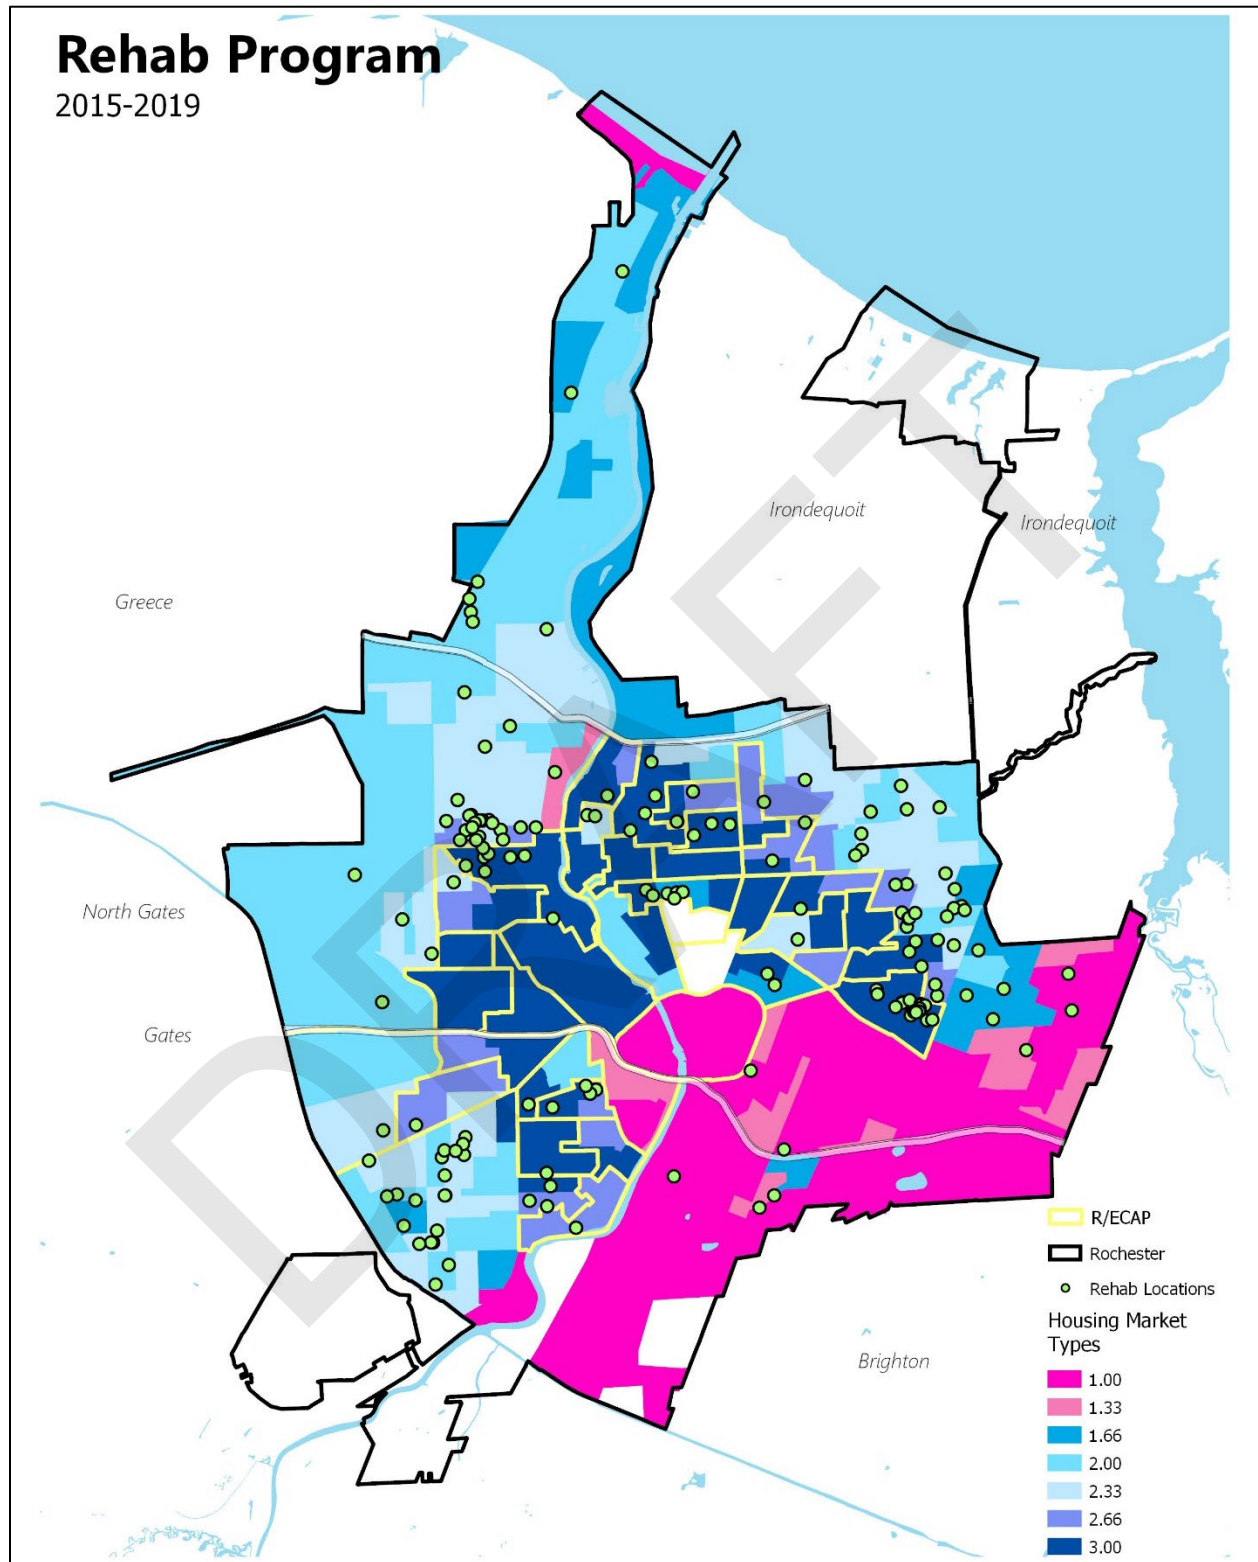 Rehab Program
2015-2019
Irondequoit
Irondequoit
Greece
North Gates
Gates
Brighton
DRAFT
R/ECAP
Rochester
Rehab Locations
Housing Market
Types
1.00
1.33
1.66
2.00
2.33
2.66
3.00